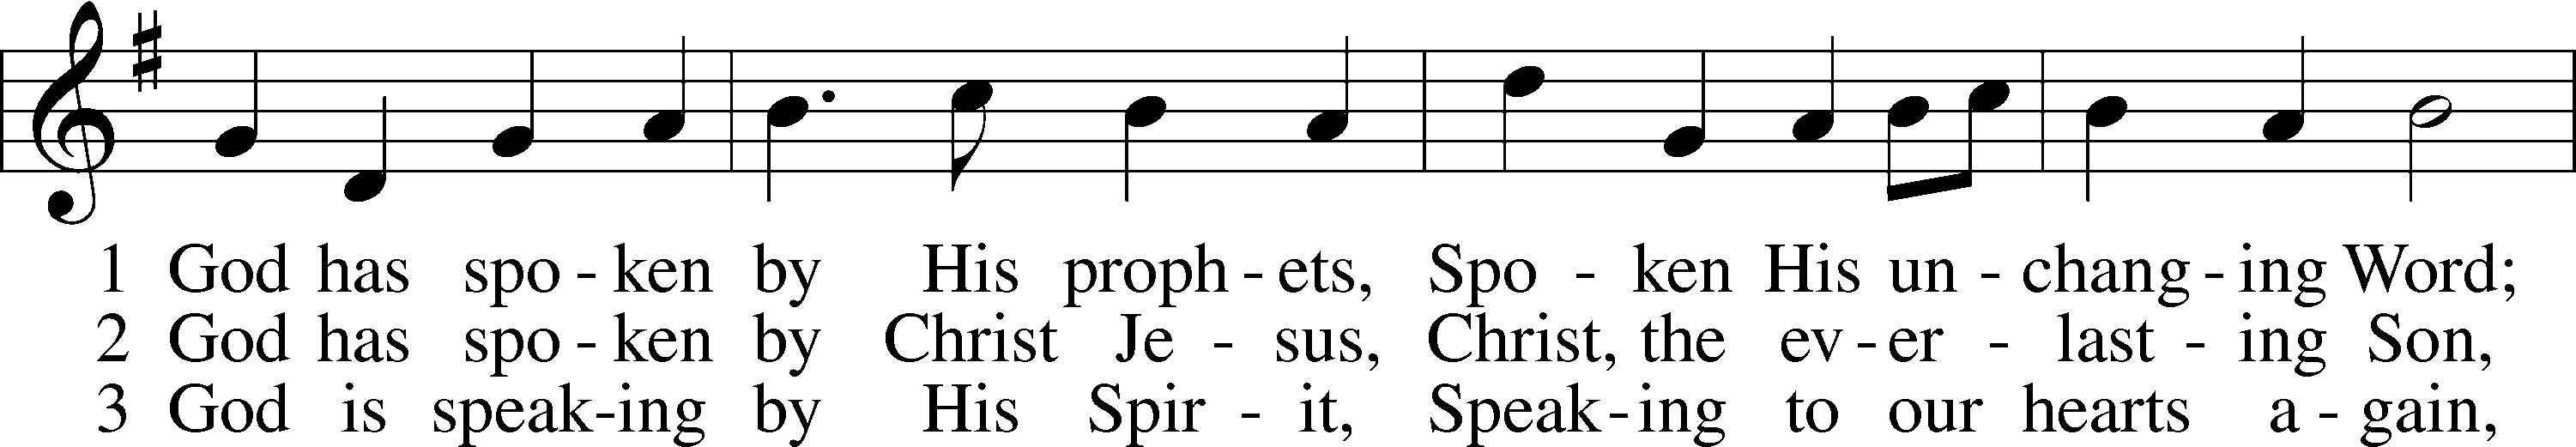 1 God has spo - ken by His proph - ets, Spo - ken His un - chang - ing Word;
2 God has spo - ken by Christ Je - sus, Christ, the ev - er - last - ing Son,
3 God is speak - ing by His Spir - it, Speak - ing to our hearts a - gain,